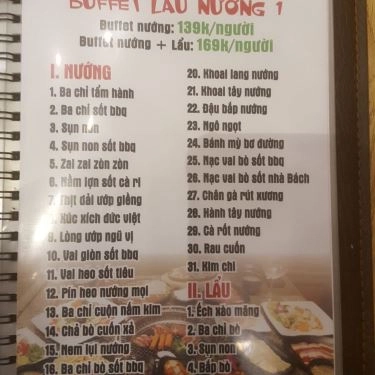 BUFFET LẨU NƯỚNG 1
Buffet nướng: 139k/người
Buffet nướng + Lẩu: 169k/người
I. NƯỚNG
1. Ba chỉ tẩm hành
2. Ba chỉ sốt bbq
3. Sụn non
4. Sụn non sốt bbq
5. Zai zai zòn zòn
6. Nầm lợn sốt cà ri
7. Thịt dải ướp giềng
8. Xúc xích đức việt
9. Lòng ướp ngũ vị
10. Vai giòn sốt bbq
11. Vai heo sốt tiêu
12. Pín heo nướng mọi
13. Ba chỉ cuộn nấm kim
14. Chả bò cuốn xả
15. Nem lụi nướng
16. Ba chỉ bò sốt bbq
20. Khoai lang nướng
21. Khoai tây nướng
22. Đậu bắp nướng
23. Ngô ngọt
24. Bánh mỳ bơ đường
25. Nạc vai bò sốt bbq
26. Nạc vai bò sốt nhà Bách
27. Chân gà rút xương
28. Hành tây nướng
29. Cà rốt nướng
30. Rau cuốn
31. Kim chi
II. LẨU
1. Ếch xào măng
2. Ba chỉ bò
3. Sụn non
4. Bắp bò